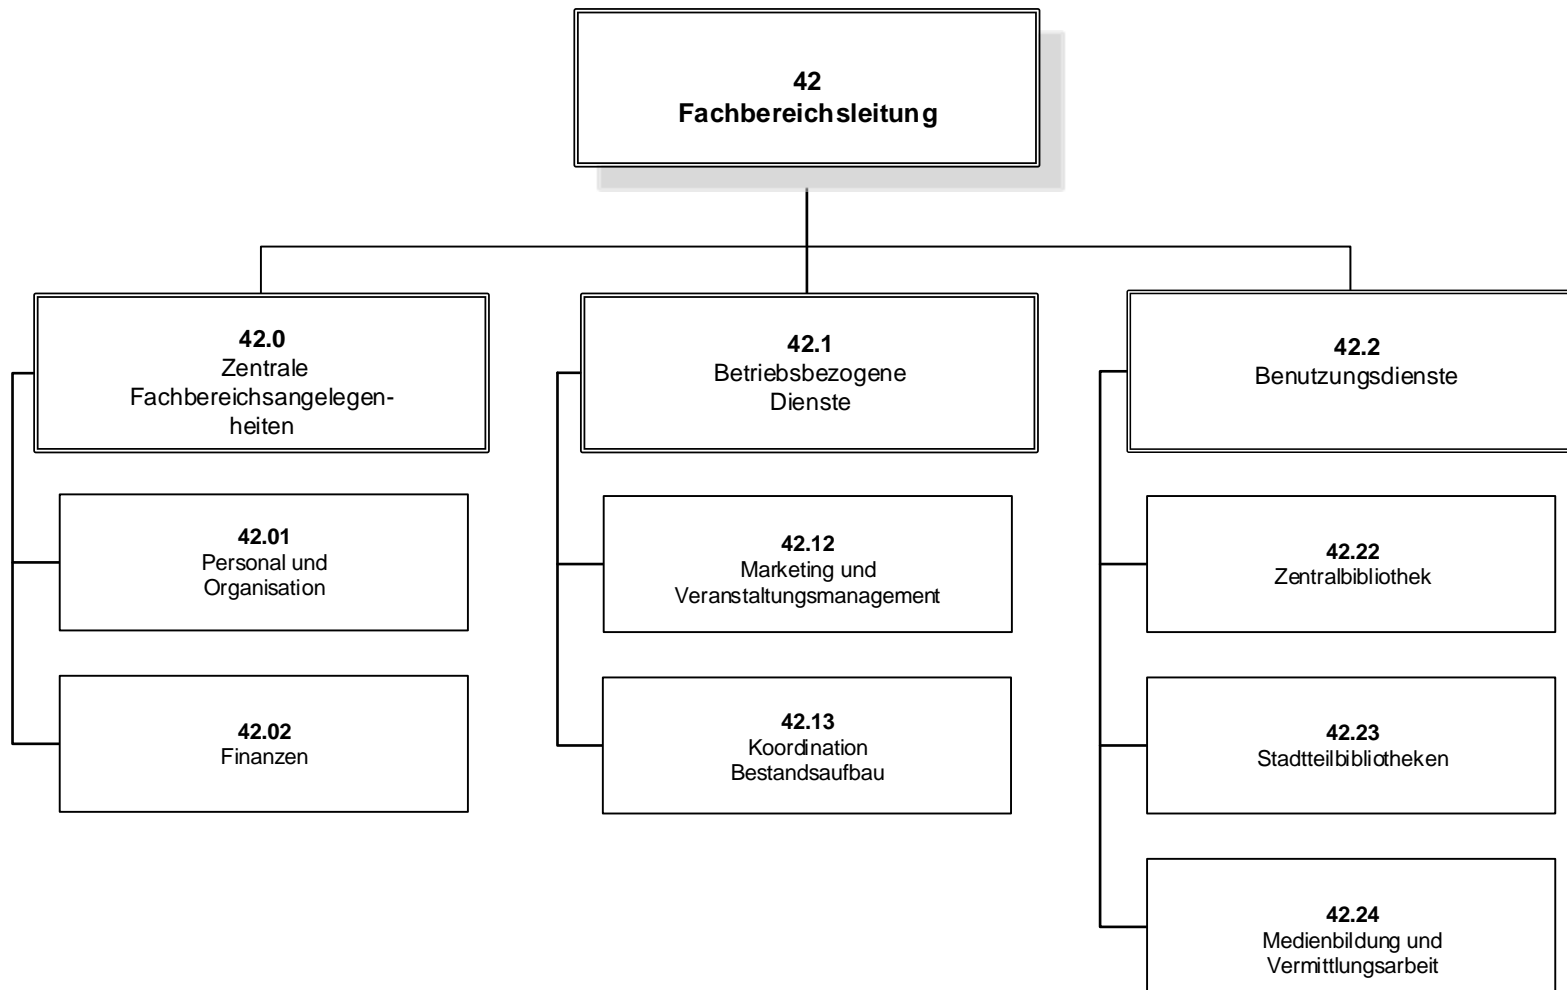 42
Fachbereichsleitung
42.0
Zentrale
Fachbereichsangelegen-
heiten
42.01
Personal und
Organisation
42.02
Finanzen
42.1
Betriebsbezogene
Dienste
42.12
Marketing und
Veranstaltungsmanagement
42.13
Koordination
Bestandsaufbau
42.2
Benutzungsdienste
42.22
Zentralbibliothek
42.23
Stadtteilbibliotheken
42.24
Medienbildung und
Vermittlungsarbeit